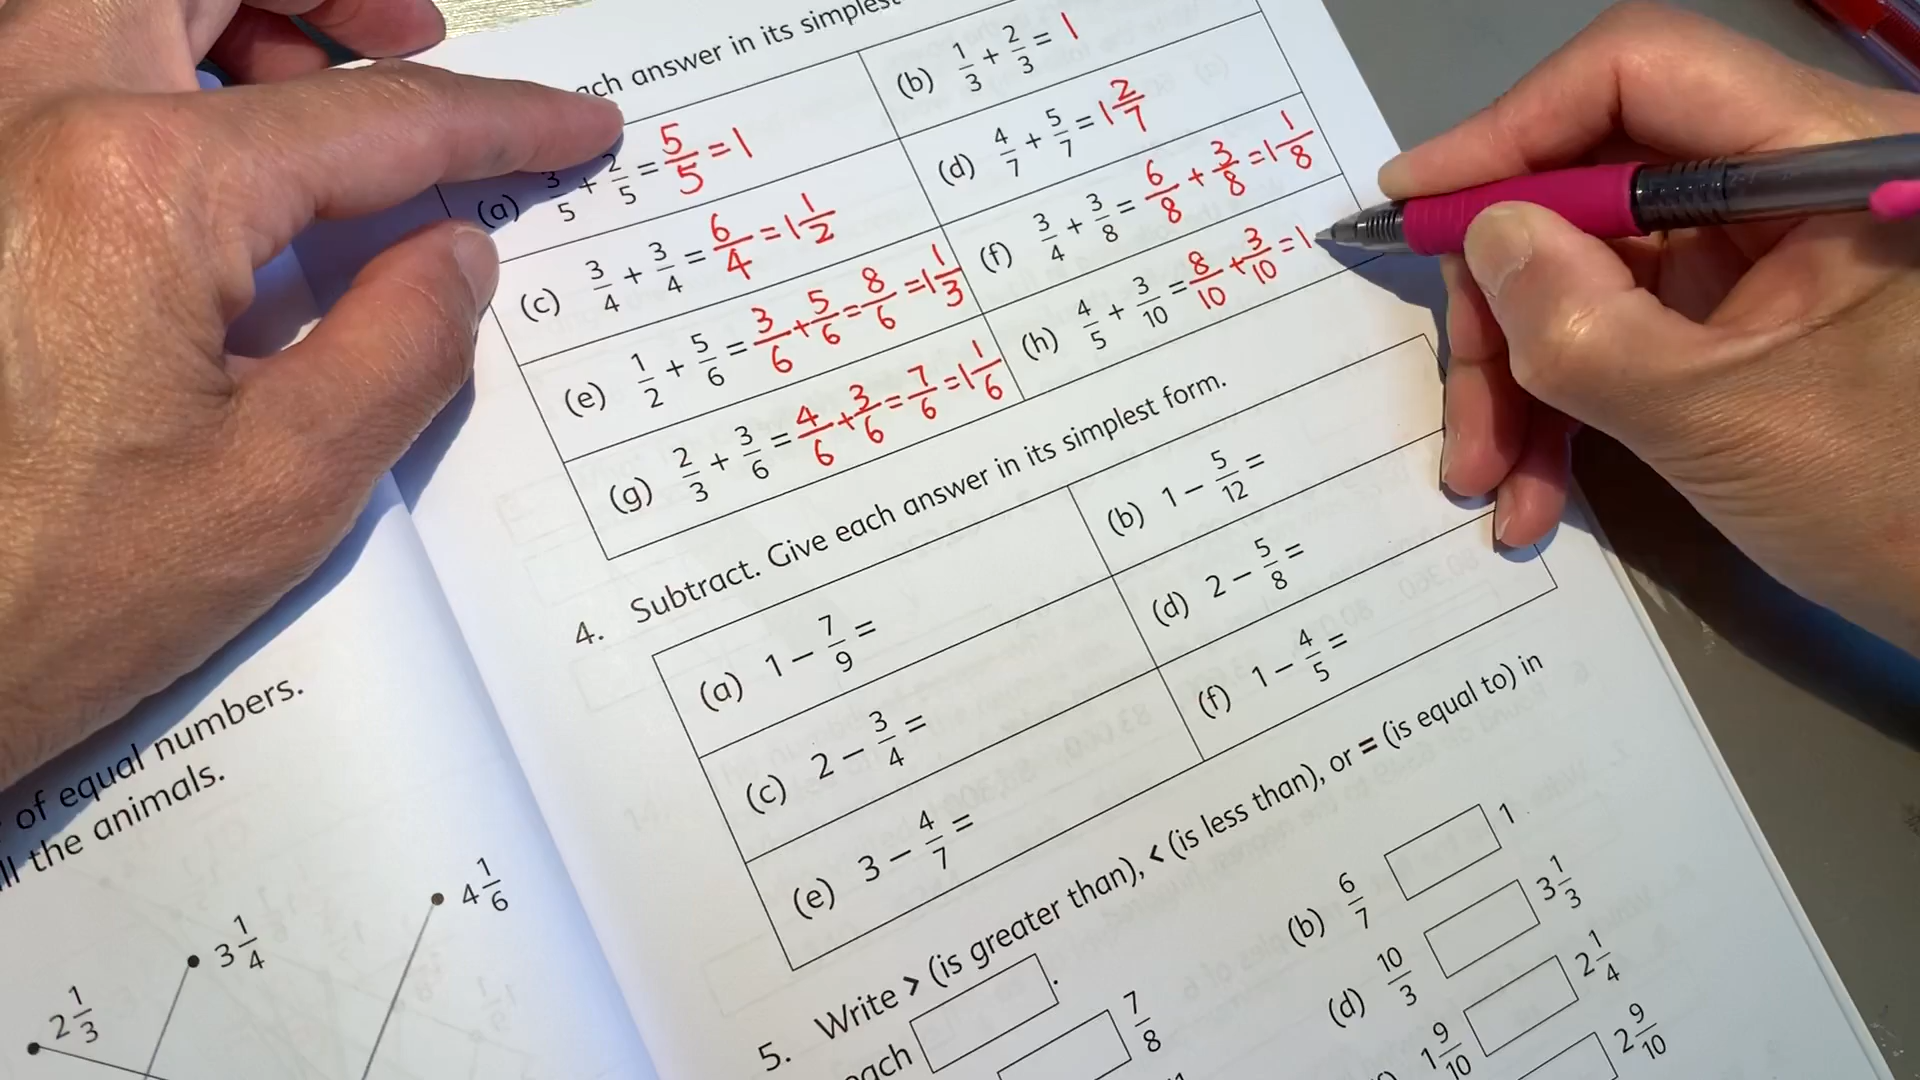 ach answer in its simplest
(a) 3/5 + 2/5 = 5/5 = 1
(b) 1/3 + 2/3 = 1
(c) 3/4 + 3/4 = 6/4 = 1 1/2
(d) 4/7 + 5/7 = 1 2/7
(e) 1/2 + 5/6 = 3/6 + 5/6 = 8/6 = 1 1/3
(f) 3/4 + 3/8 = 6/8 + 3/8 = 1 1/8
(g) 2/3 + 3/6 = 4/6 + 3/6 = 7/6 = 1 1/6
(h) 4/5 + 3/10 = 8/10 + 3/10 = 1
4. Subtract. Give each answer in its simplest form.
(a) 1 − 7/9 =
(b) 1 − 5/12 =
(c) 2 − 3/4 =
(d) 2 − 5/8 =
(e) 3 − 4/7 =
(f) 1 − 4/5 =
5. Write > (is greater than), < (is less than), or = (is equal to) in
each .
7/8
(b) 6/7 1
(d) 10/3 3 1/3
1 9/10 2 1/4
2 9/10
of equal numbers.
ll the animals.
2 1/3
3 1/4
4 1/6